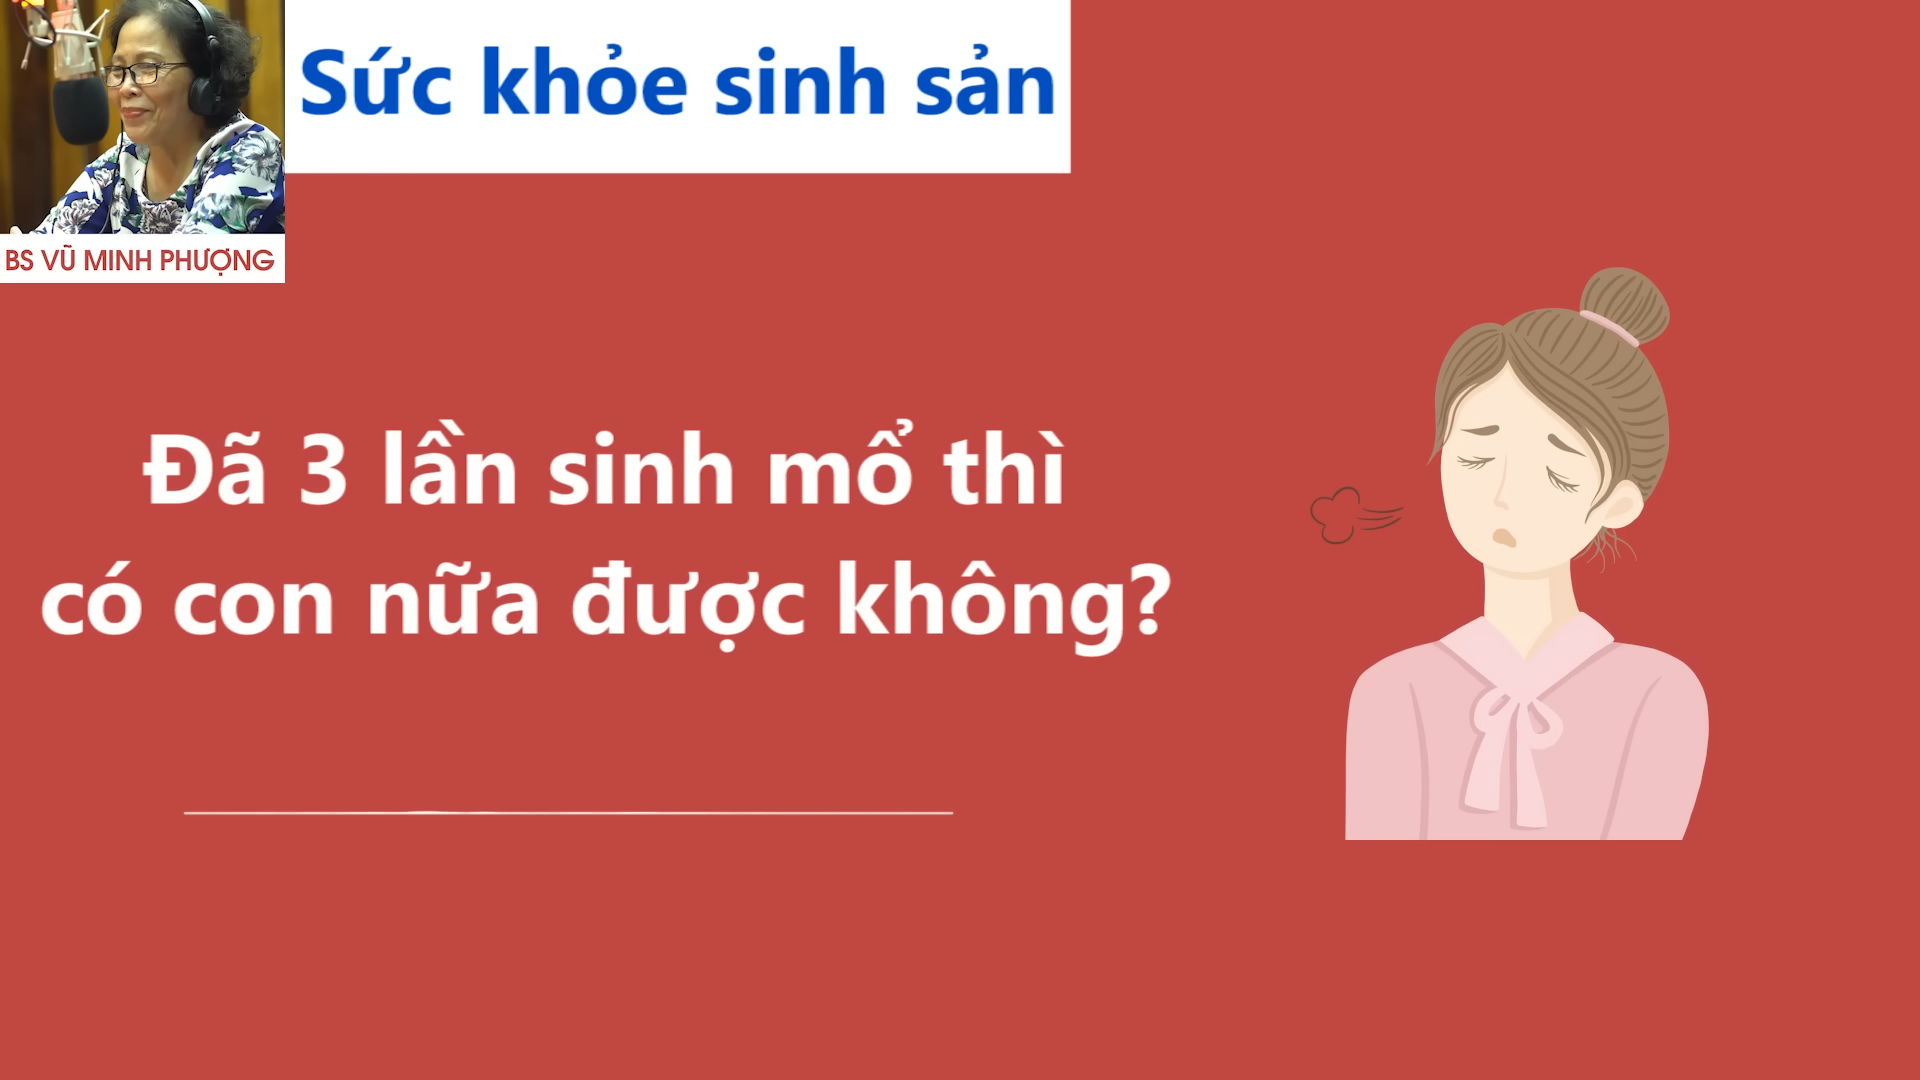 Sức khỏe sinh sản
BS VŨ MINH PHƯỢNG
Đã 3 lần sinh mổ thì
có con nữa được không?